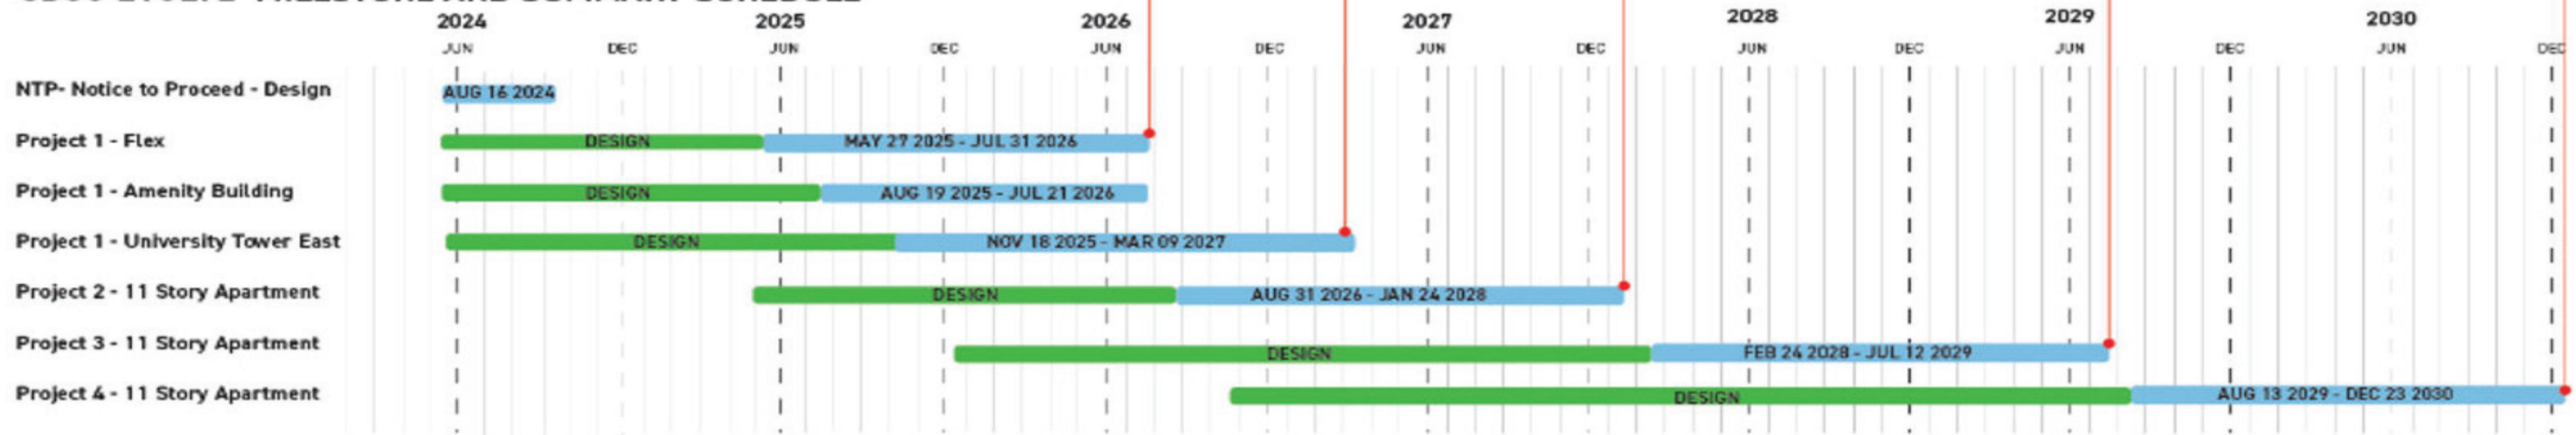 2024 2025 2026 2027 2028 2029 2030
JUN DEC JUN DEC JUN DEC JUN DEC JUN DEC JUN DEC JUN DEC
NTP- Notice to Proceed - Design AUG 16 2024
Project 1 - Flex DESIGN MAY 27 2025 - JUL 31 2026
Project 1 - Amenity Building DESIGN AUG 19 2025 - JUL 21 2026
Project 1 - University Tower East DESIGN NOV 18 2025 - MAR 09 2027
Project 2 - 11 Story Apartment DESIGN AUG 31 2026 - JAN 24 2028
Project 3 - 11 Story Apartment DESIGN FEB 24 2028 - JUL 12 2029
Project 4 - 11 Story Apartment DESIGN AUG 13 2029 - DEC 23 2030